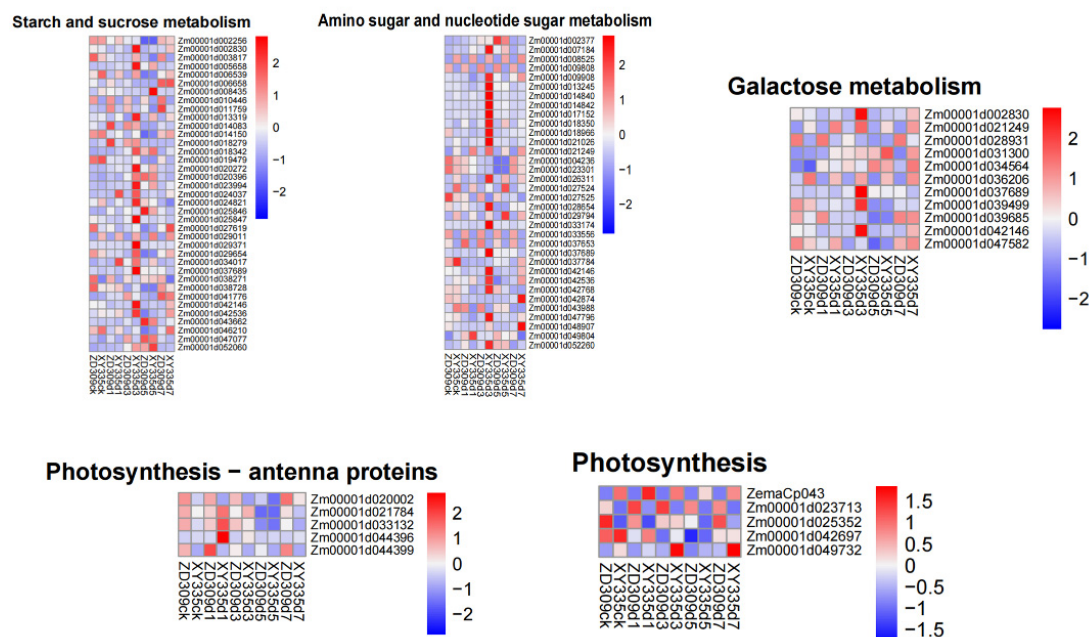 Starch and sucrose metabolism
Zm00001d002256
Zm00001d002830
Zm00001d003817
Zm00001d005658
Zm00001d006539
Zm00001d006658
Zm00001d008435
Zm00001d010446
Zm00001d011759
Zm00001d013319
Zm00001d014083
Zm00001d014150
Zm00001d018279
Zm00001d018342
Zm00001d019479
Zm00001d020272
Zm00001d020396
Zm00001d023994
Zm00001d024037
Zm00001d024821
Zm00001d025846
Zm00001d025847
Zm00001d027619
Zm00001d029011
Zm00001d029371
Zm00001d029654
Zm00001d034017
Zm00001d037689
Zm00001d038271
Zm00001d038728
Zm00001d041776
Zm00001d042146
Zm00001d042536
Zm00001d043662
Zm00001d046210
Zm00001d047077
Zm00001d052060
2
1
0
−1
−2
ZD309ck
XY335ck
ZD309d1
XY335d1
ZD309d3
XY335d3
ZD309d5
XY335d5
ZD309d7
XY335d7
Amino sugar and nucleotide sugar metabolism
Zm00001d002377
Zm00001d007184
Zm00001d008525
Zm00001d009808
Zm00001d009908
Zm00001d013245
Zm00001d014840
Zm00001d014842
Zm00001d017152
Zm00001d018350
Zm00001d018966
Zm00001d021026
Zm00001d021249
Zm00001d004236
Zm00001d023301
Zm00001d026311
Zm00001d027524
Zm00001d027525
Zm00001d028654
Zm00001d029794
Zm00001d033174
Zm00001d033556
Zm00001d037653
Zm00001d037689
Zm00001d037784
Zm00001d042146
Zm00001d042536
Zm00001d042768
Zm00001d042874
Zm00001d043988
Zm00001d047796
Zm00001d048907
Zm00001d049804
Zm00001d052260
2
1
0
−1
−2
ZD309ck
XY335ck
ZD309d1
XY335d1
ZD309d3
XY335d3
ZD309d5
XY335d5
ZD309d7
XY335d7
Galactose metabolism
Zm00001d002830
Zm00001d021249
Zm00001d028931
Zm00001d031300
Zm00001d034564
Zm00001d036206
Zm00001d037689
Zm00001d039499
Zm00001d039685
Zm00001d042146
Zm00001d047582
2
1
0
−1
−2
ZD309ck
XY335ck
ZD309d1
XY335d1
ZD309d3
XY335d3
ZD309d5
XY335d5
ZD309d7
XY335d7
Photosynthesis − antenna proteins
Zm00001d020002
Zm00001d021784
Zm00001d033132
Zm00001d044396
Zm00001d044399
2
1
0
−1
−2
ZD309ck
XY335ck
ZD309d1
XY335d1
ZD309d3
XY335d3
ZD309d5
XY335d5
ZD309d7
XY335d7
Photosynthesis
ZemaCp043
Zm00001d023713
Zm00001d025352
Zm00001d042697
Zm00001d049732
1.5
1
0.5
0
−0.5
−1
−1.5
ZD309ck
XY335ck
ZD309d1
XY335d1
ZD309d3
XY335d3
ZD309d5
XY335d5
ZD309d7
XY335d7